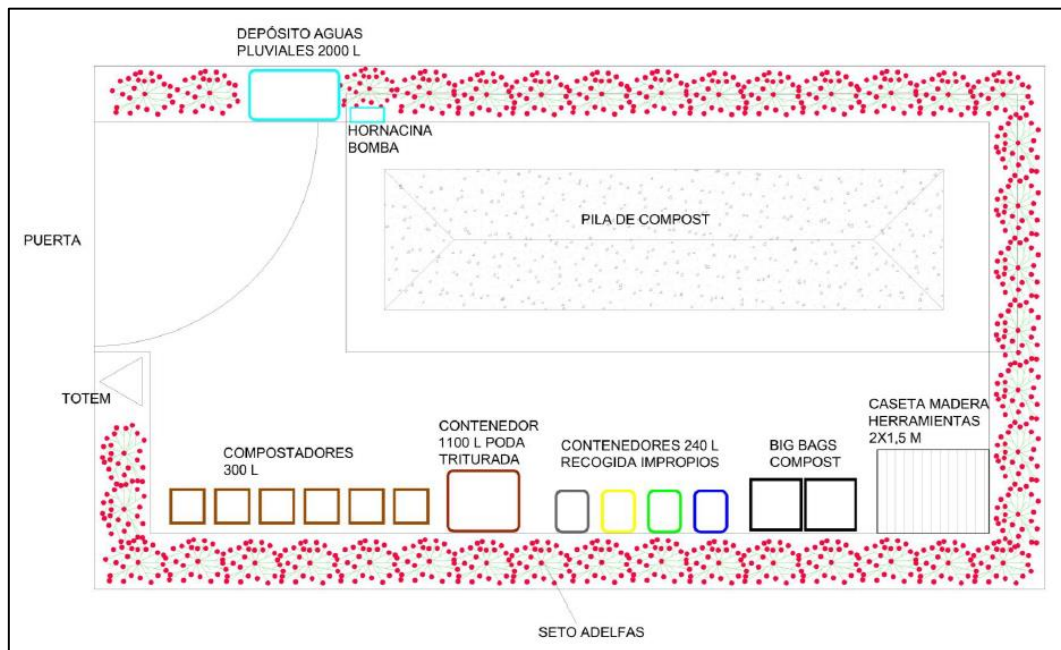 DEPÓSITO AGUAS
PLUVIALES 2000 L
HORNACINA
BOMBA
PILA DE COMPOST
PUERTA
TOTEM
COMPOSTADORES
300 L
CONTENEDOR
1100 L PODA
TRITURADA
CONTENEDORES 240 L
RECOGIDA IMPROPIOS
BIG BAGS
COMPOST
CASETA MADERA
HERRAMIENTAS
2X1,5 M
SETO ADELFAS